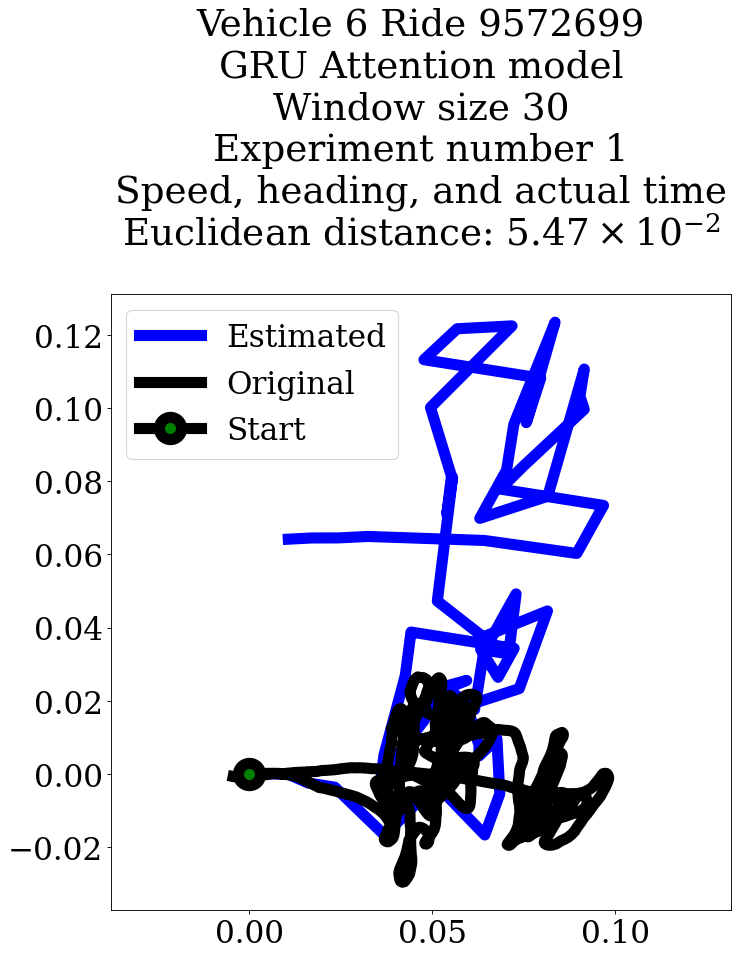 Vehicle 6 Ride 9572699
GRU Attention model
Window size 30
Experiment number 1
Speed, heading, and actual time
Euclidean distance: 5.47 × 10⁻²
Estimated
Original
Start
0.12
0.10
0.08
0.06
0.04
0.02
0.00
−0.02
0.00 0.05 0.10